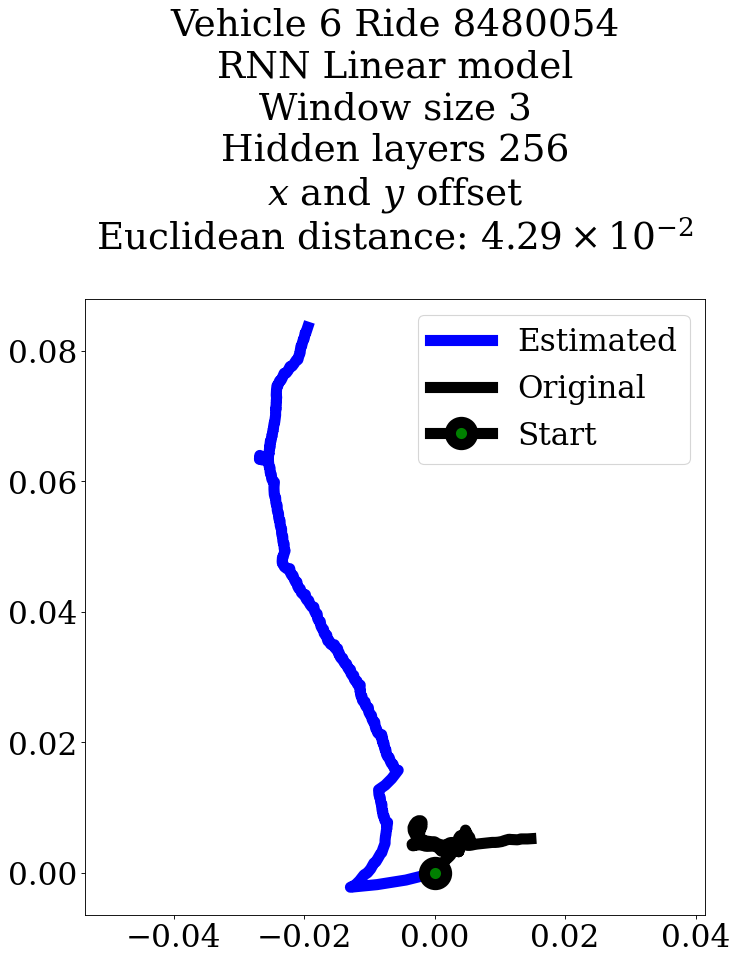 Vehicle 6 Ride 8480054
RNN Linear model
Window size 3
Hidden layers 256
x and y offset
Euclidean distance: 4.29 × 10⁻²
Estimated
Original
Start
0.08
0.06
0.04
0.02
0.00
−0.04 −0.02 0.00 0.02 0.04